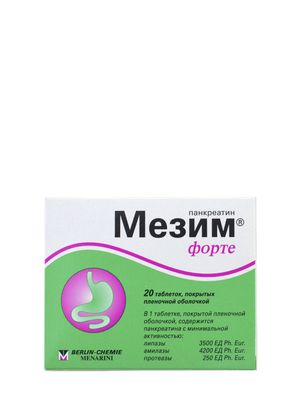 панкреатин
Мезим®
форте
20 таблеток, покрытых
пленочной оболочкой
В 1 таблетке, покрытой пленочной
оболочкой, содержится
панкреатина с минимальной
активностью:
липазы 3500 ЕД Ph. Eur.
амилазы 4200 ЕД Ph. Eur.
протеазы 250 ЕД Ph. Eur.
BERLIN-CHEMIE
MENARINI